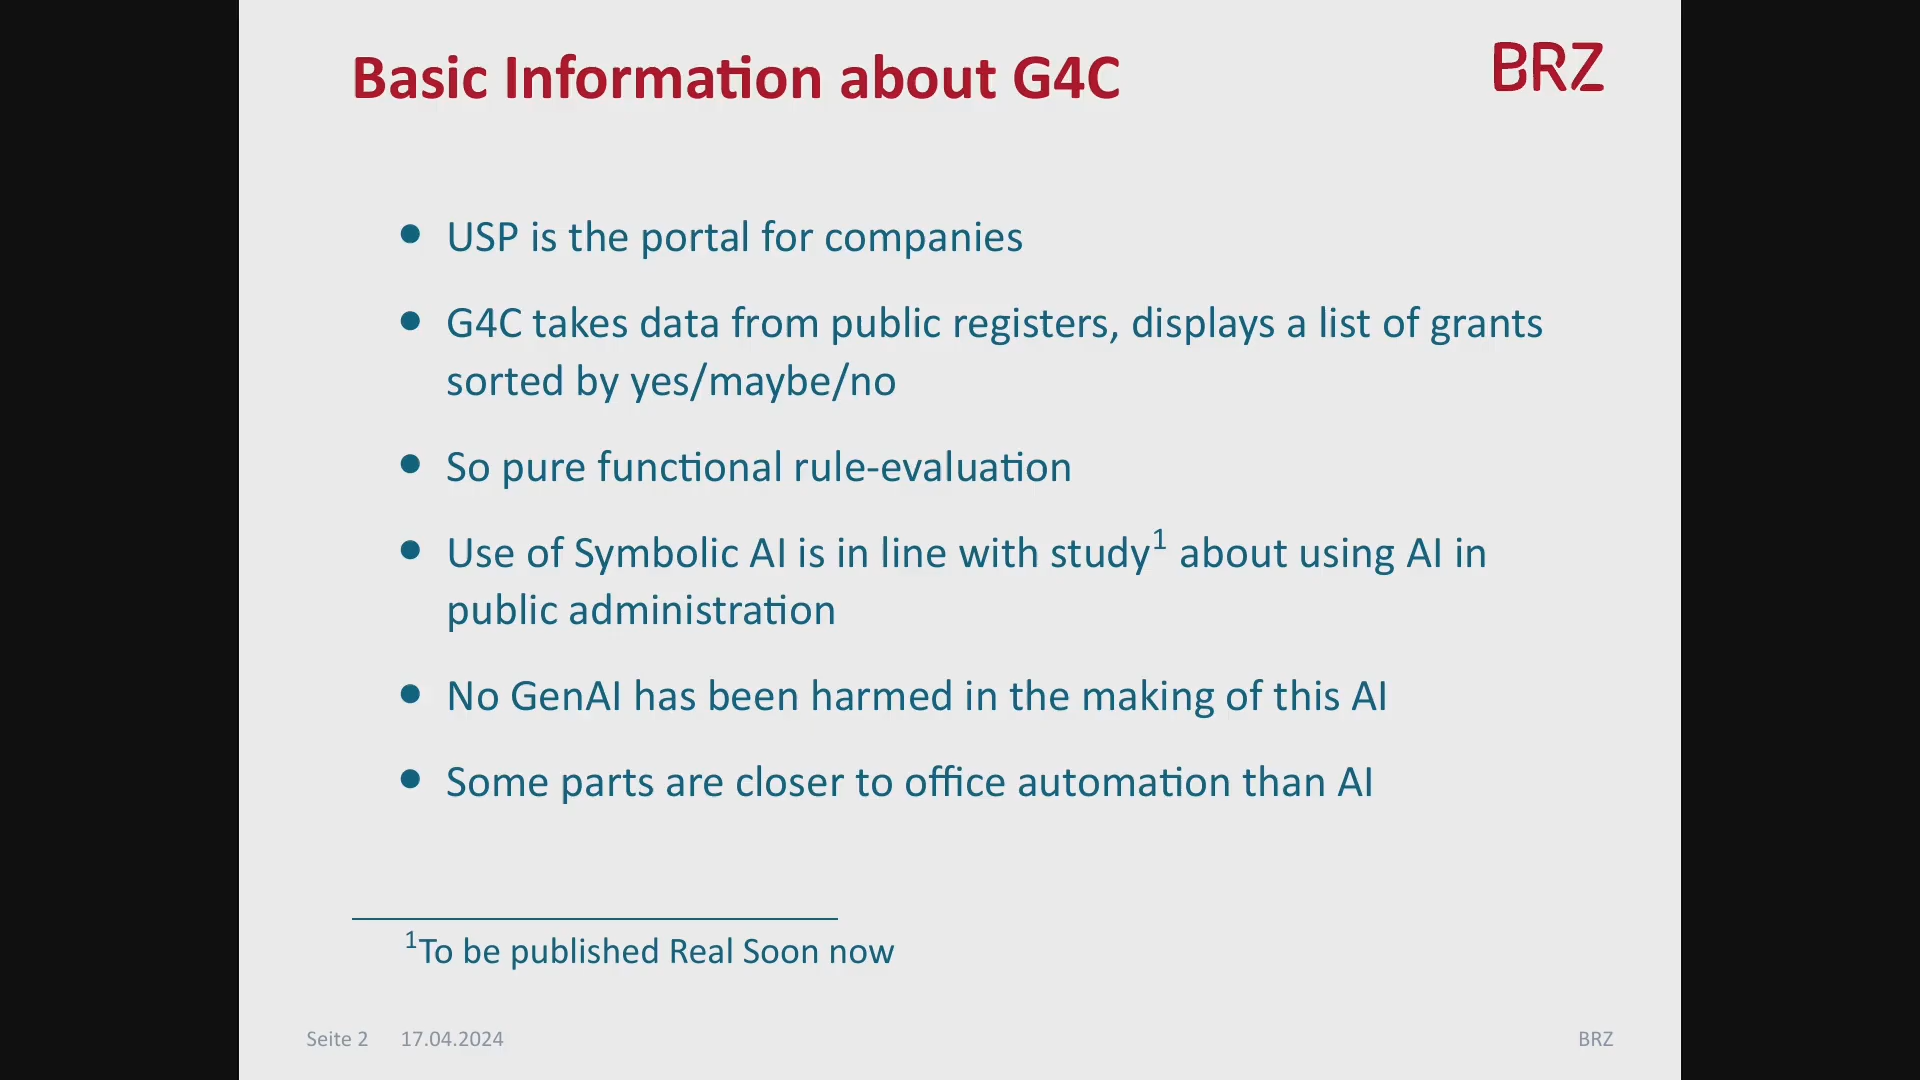 Basic Information about G4C
BRZ
• USP is the portal for companies
• G4C takes data from public registers, displays a list of grants
sorted by yes/maybe/no
• So pure functional rule-evaluation
• Use of Symbolic AI is in line with study¹ about using AI in
public administration
• No GenAI has been harmed in the making of this AI
• Some parts are closer to office automation than AI
¹To be published Real Soon now
Seite 2 17.04.2024 BRZ